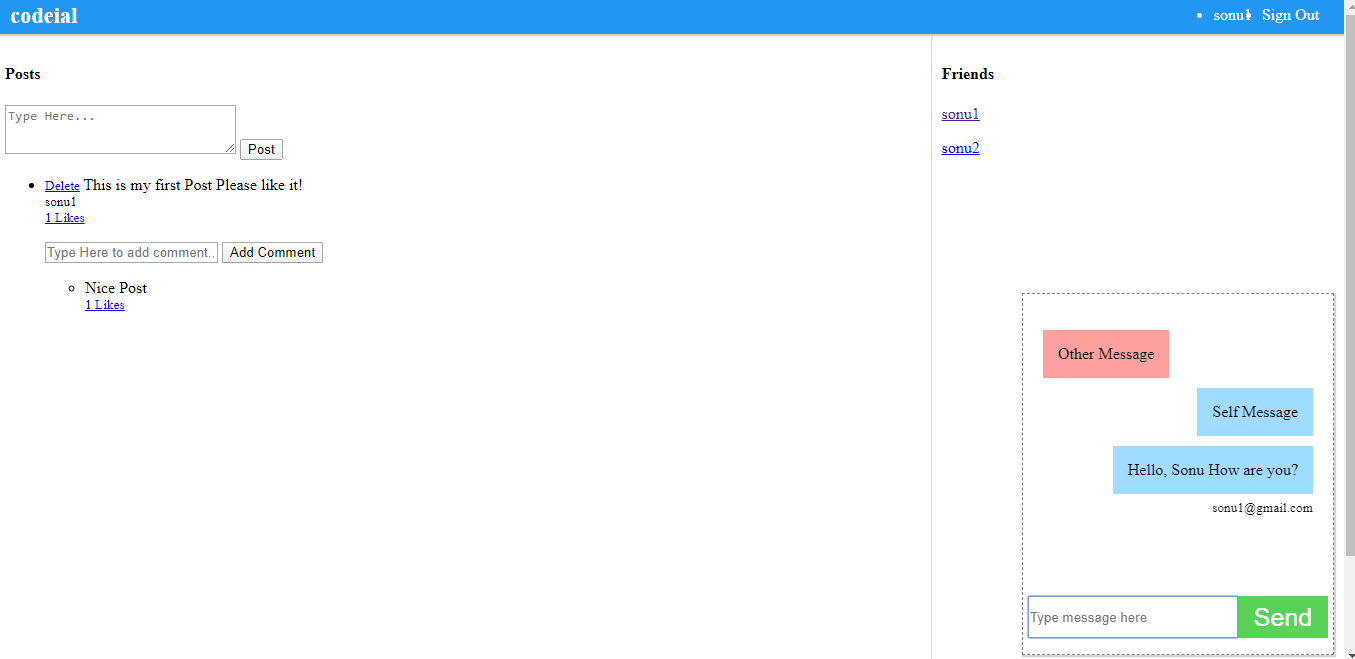 codeial
sonu1 Sign Out
Posts
Type Here...
Post
Delete This is my first Post Please like it!
sonu1
1 Likes
Type Here to add comment..
Add Comment
Nice Post
1 Likes
Friends
sonu1
sonu2
Other Message
Self Message
Hello, Sonu How are you?
sonu1@gmail.com
Type message here
Send